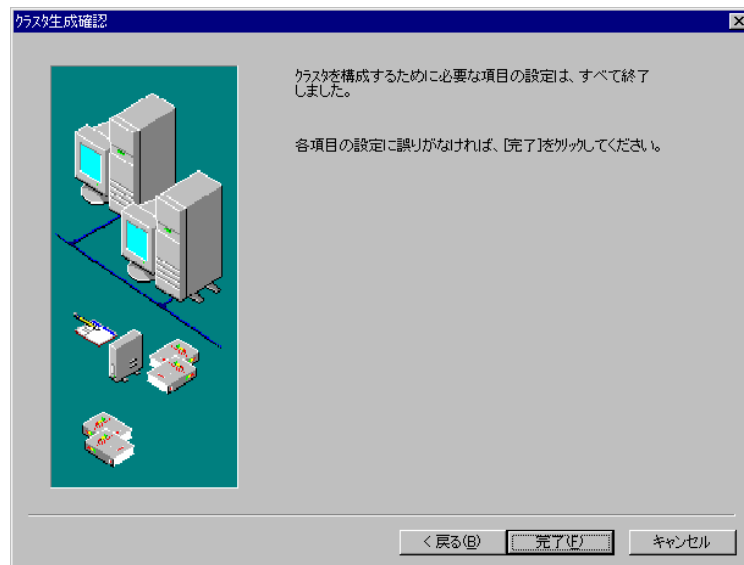 クラスタ生成確認
クラスタを構成するために必要な項目の設定は、すべて終了
しました。
各項目の設定に誤りがなければ、[完了]をクリックしてください。
< 戻る(B)
完了(F)
キャンセル